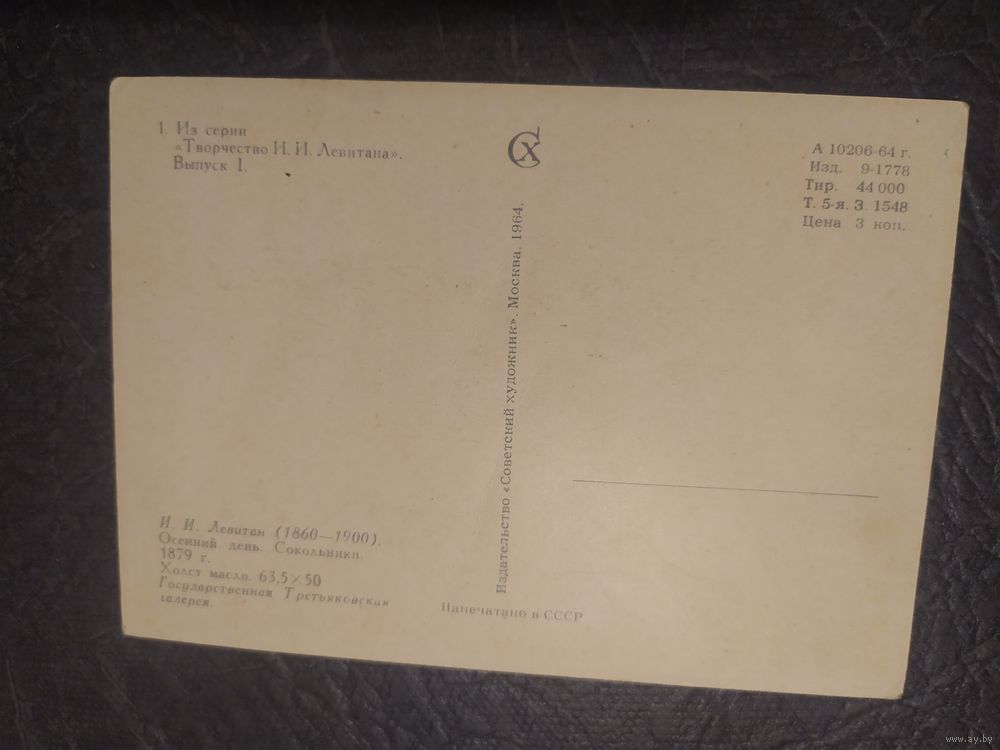 1. Из серии
«Творчество И. И. Левитана».
Выпуск I.
СХ
А 10206-64 г.
Изд. 9-1778
Тир. 44 000
Т. 5-я. З. 1548
Цена 3 коп.
Издательство «Советский художник». Москва. 1964.
И. И. Левитан (1860—1900).
Осенний день. Сокольники.
1879 г.
Холст масло. 63,5×50
Государственная Третьяковская
галерея.
Напечатано в СССР
www.ay.by